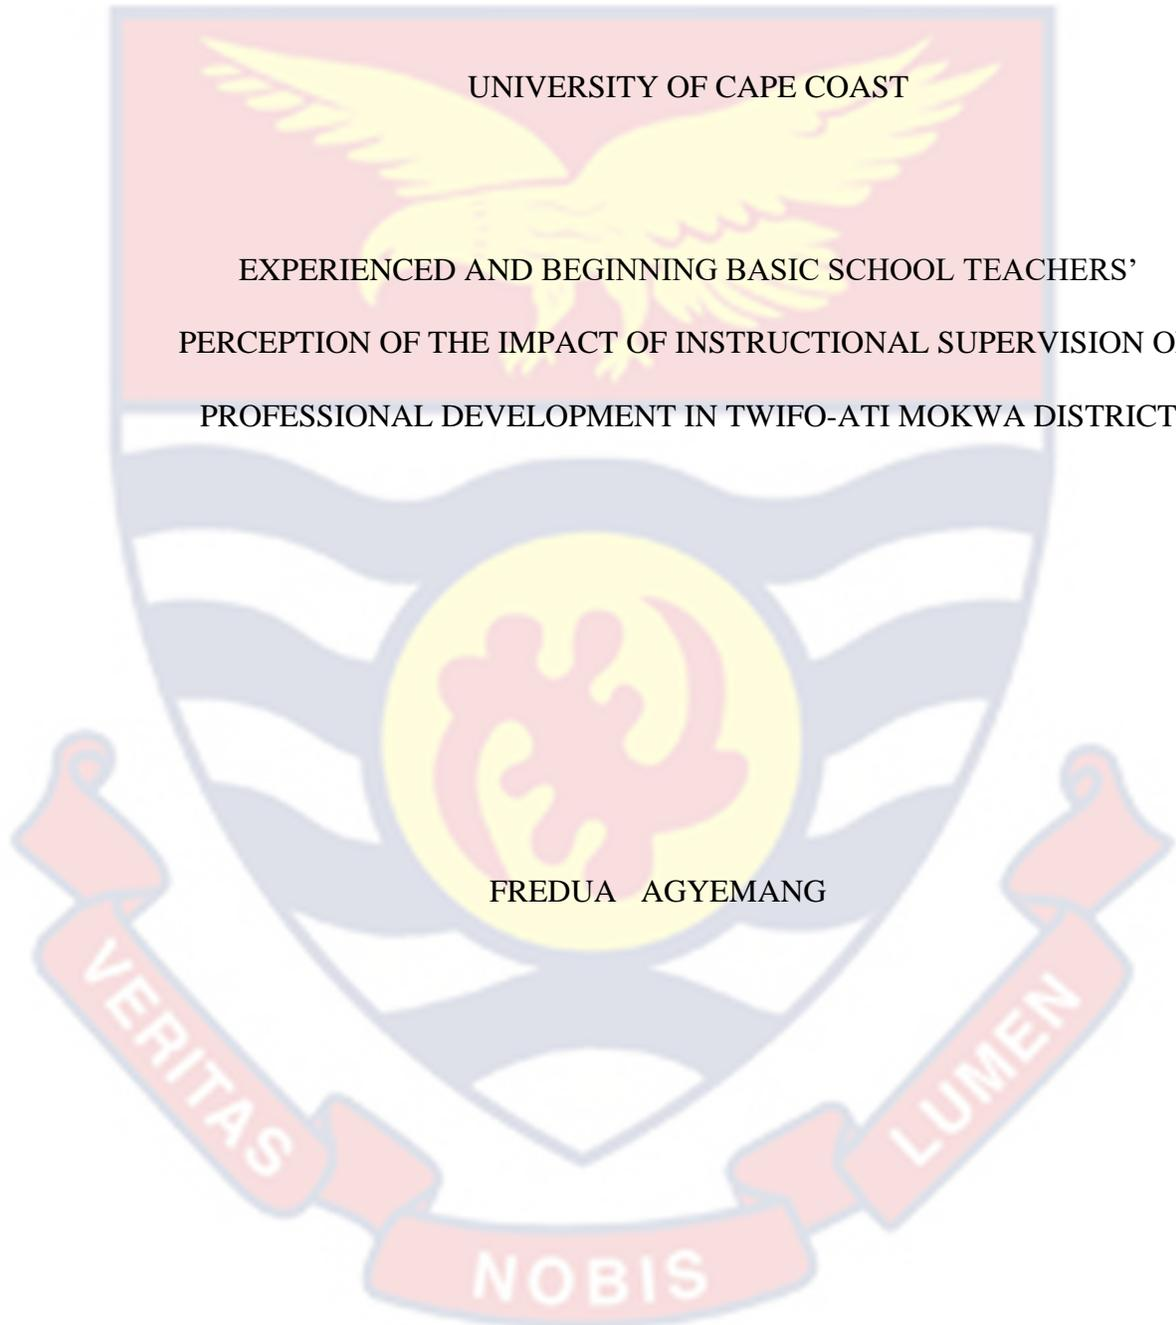 UNIVERSITY OF CAPE COAST
EXPERIENCED AND BEGINNING BASIC SCHOOL TEACHERS’
PERCEPTION OF THE IMPACT OF INSTRUCTIONAL SUPERVISION
PROFESSIONAL DEVELOPMENT IN TWIFO-ATI MOKWA DISTRICT
FREDUA AGYEMANG
VERITAS
NOBIS
LUMEN